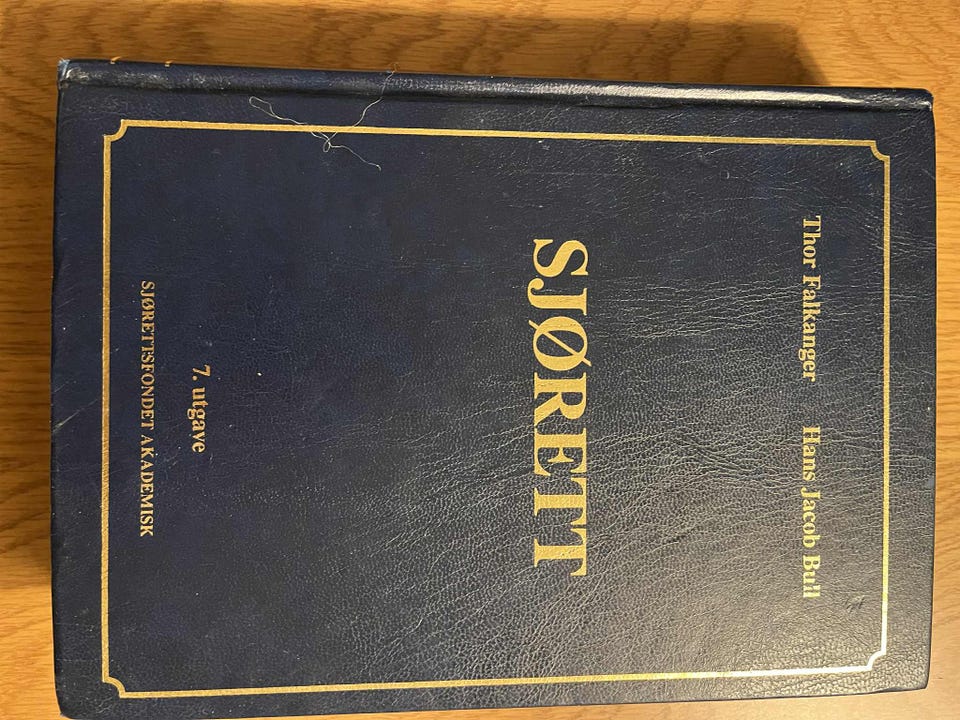 Thor Falkanger Hans Jacob Bull
SJØRETT
7. utgave
SJØRETTSFONDET AKADEMISK